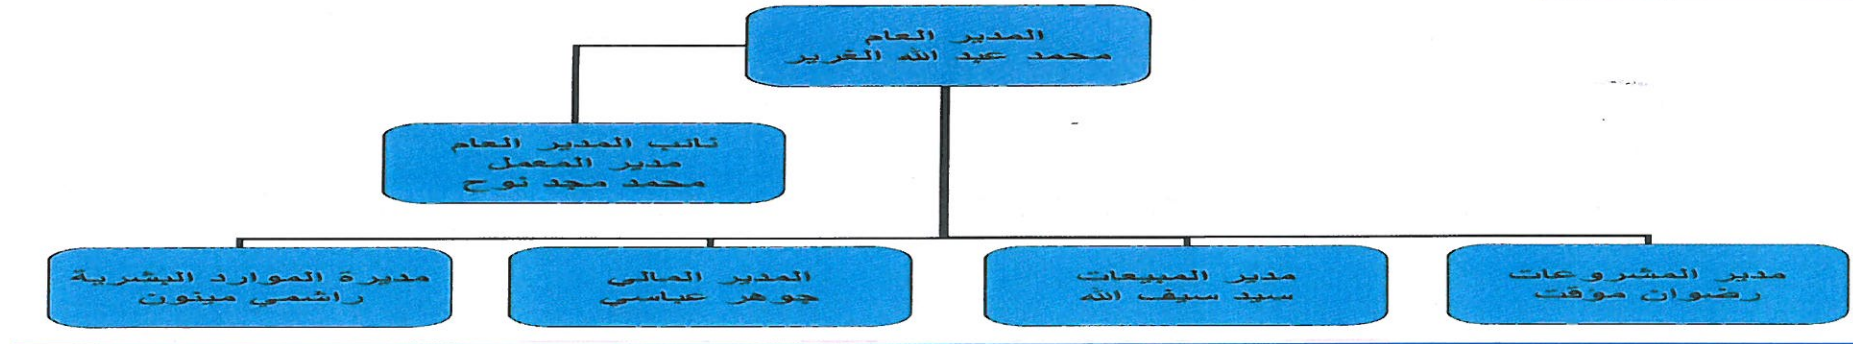 المدير العام
محمد عبد الله الغرير
نائب المدير العام
مدير المعمل
محمد مجد نوح
مدير المشروعات
رضوان موقت
مدير المبيعات
سيد سيف الله
المدير المالي
جوهر عباسي
مديرة الموارد البشرية
راشمي مينون